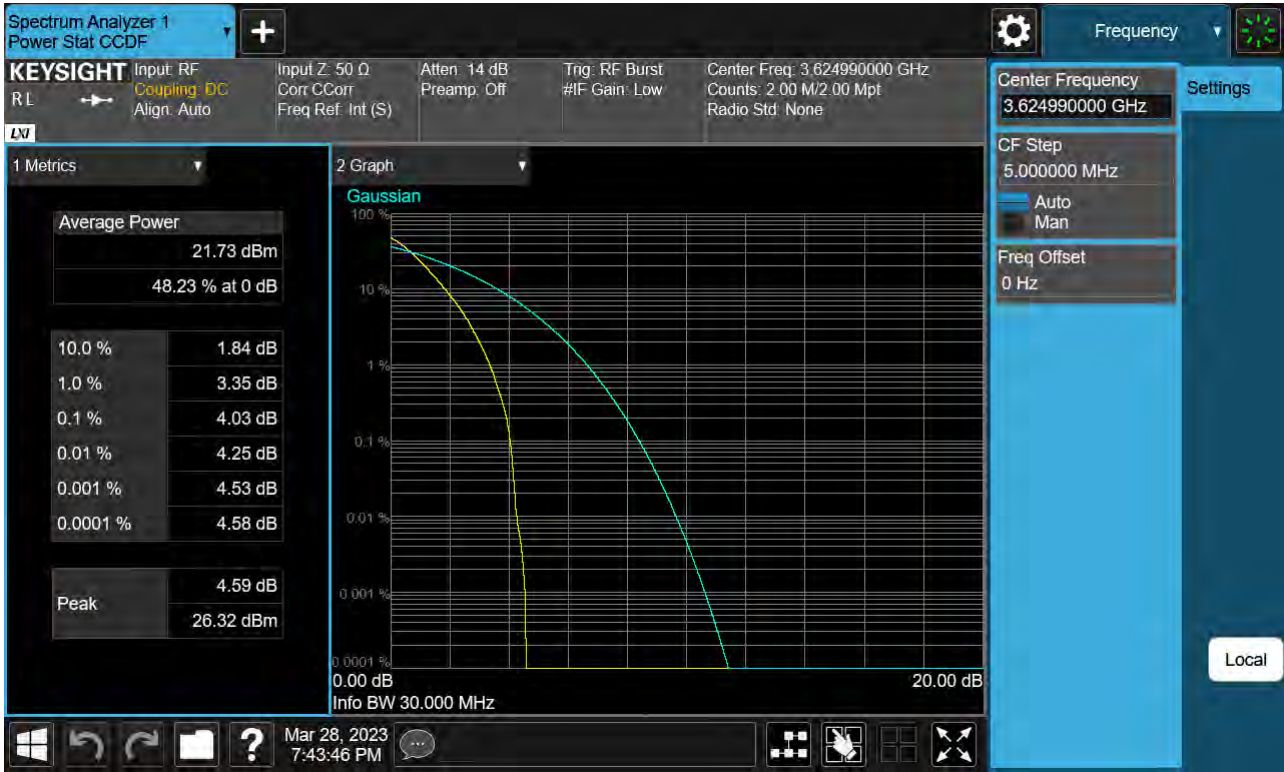 Spectrum Analyzer 1
Power Stat CCDF
+
Frequency
KEYSIGHT
RL
LXI
Input: RF
Coupling: DC
Align: Auto
Input Z: 50 Ω
Corr CCorr
Freq Ref: Int (S)
Atten: 14 dB
Preamp: Off
Trig: RF Burst
#IF Gain: Low
Center Freq: 3.624990000 GHz
Counts: 2.00 M/2.00 Mpt
Radio Std: None
Center Frequency
3.624990000 GHz
Settings
CF Step
5.000000 MHz
Auto
Man
Freq Offset
0 Hz
Local
1 Metrics
Average Power
21.73 dBm
48.23 % at 0 dB
10.0 % 1.84 dB
1.0 % 3.35 dB
0.1 % 4.03 dB
0.01 % 4.25 dB
0.001 % 4.53 dB
0.0001 % 4.58 dB
Peak
4.59 dB
26.32 dBm
2 Graph
Gaussian
100 %
10 %
1 %
0.1 %
0.01 %
0.001 %
0.0001 %
0.00 dB 20.00 dB
Info BW 30.000 MHz
?
Mar 28, 2023
7:43:46 PM